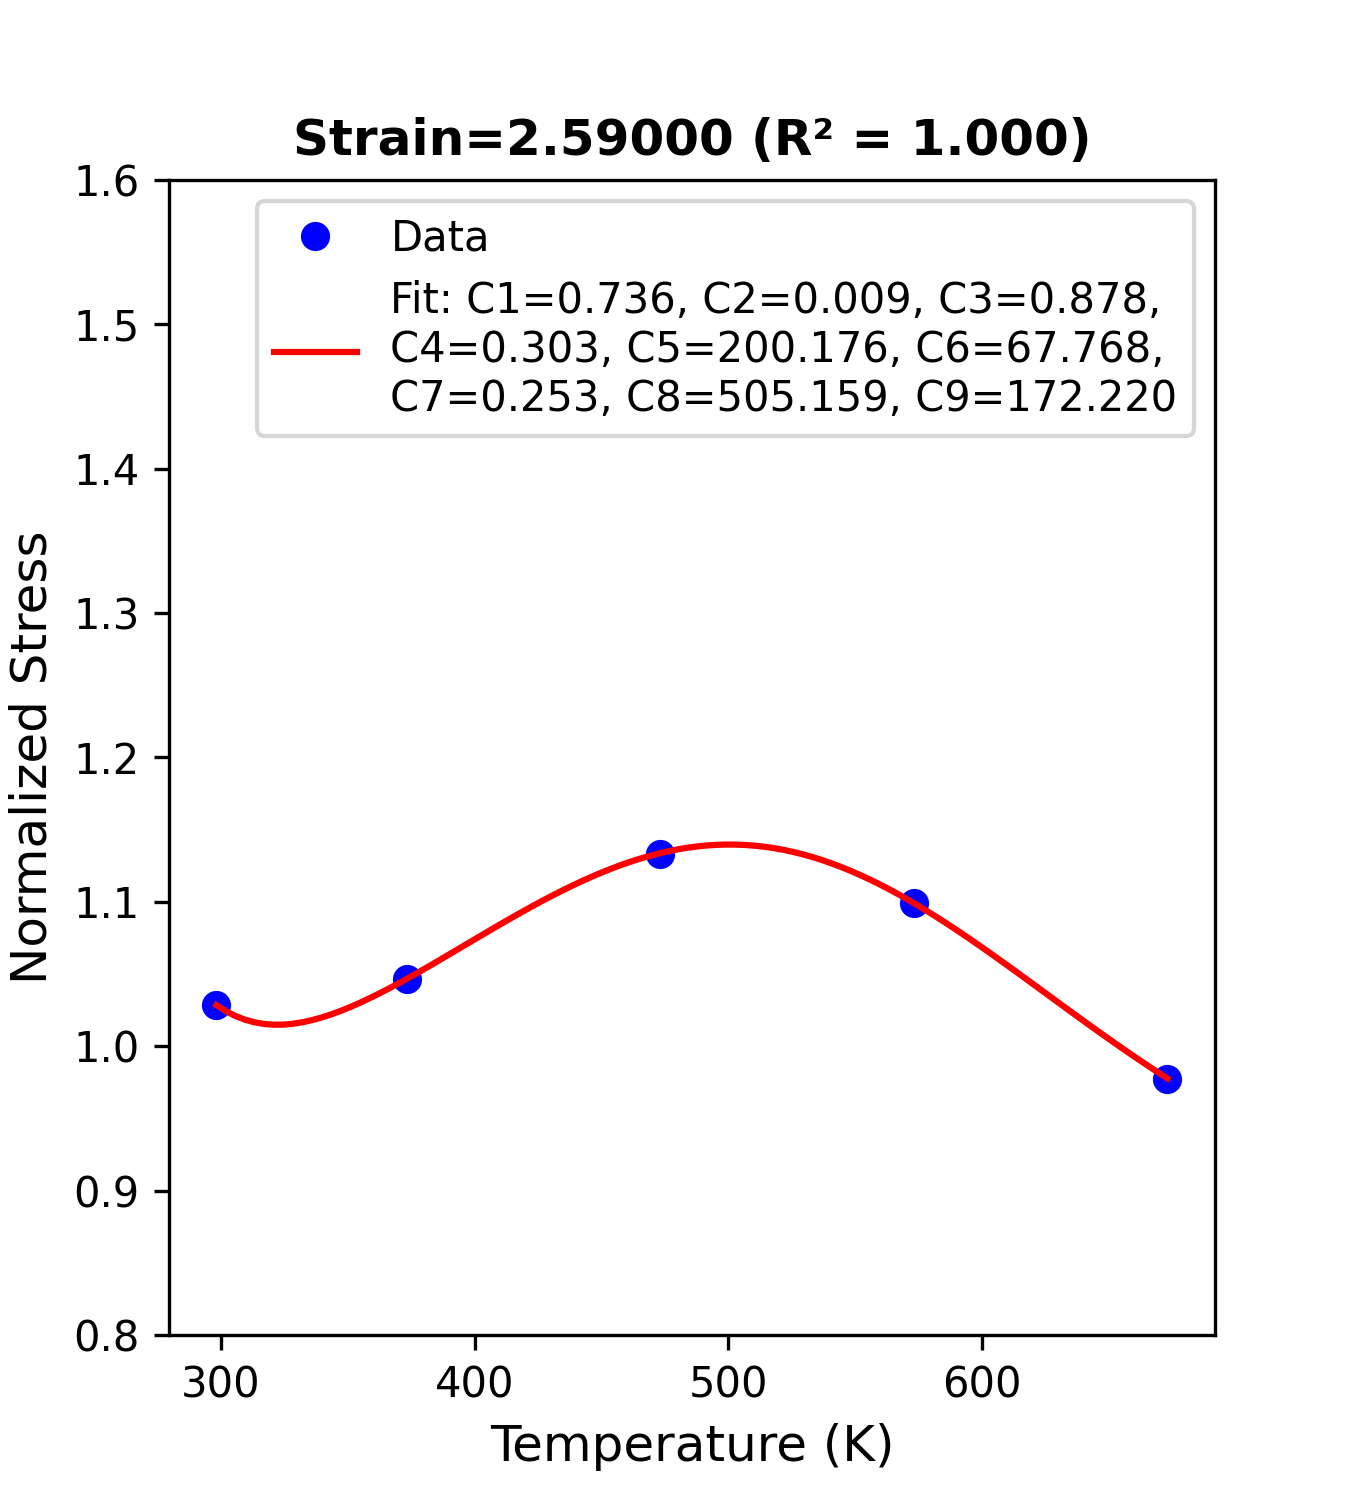 Strain=2.59000 (R² = 1.000)
1.6
1.5
1.4
1.3
1.2
1.1
1.0
0.9
0.8
Normalized Stress
Data
Fit: C1=0.736, C2=0.009, C3=0.878,
C4=0.303, C5=200.176, C6=67.768,
C7=0.253, C8=505.159, C9=172.220
300 400 500 600
Temperature (K)